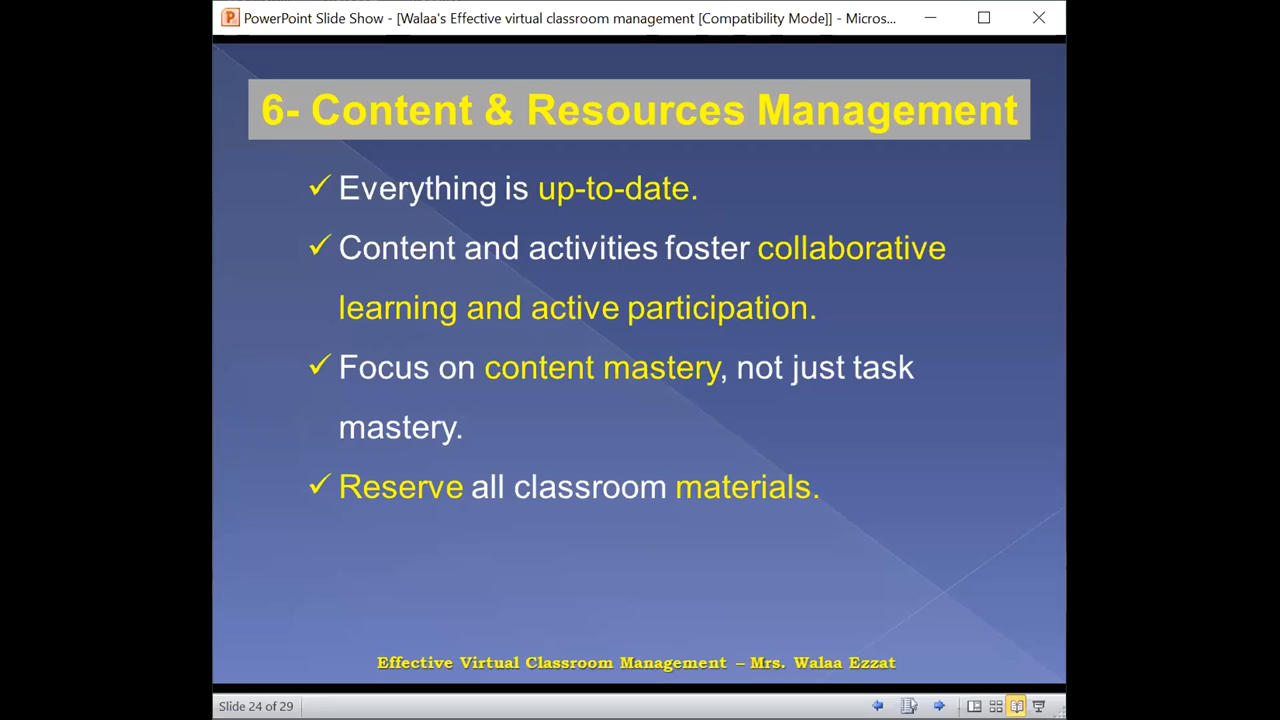 PowerPoint Slide Show - [Walaa's Effective virtual classroom management [Compatibility Mode]] - Micros...
6- Content & Resources Management
✓ Everything is up-to-date.
✓ Content and activities foster collaborative
learning and active participation.
✓ Focus on content mastery, not just task
mastery.
✓ Reserve all classroom materials.
Effective Virtual Classroom Management – Mrs. Walaa Ezzat
Slide 24 of 29